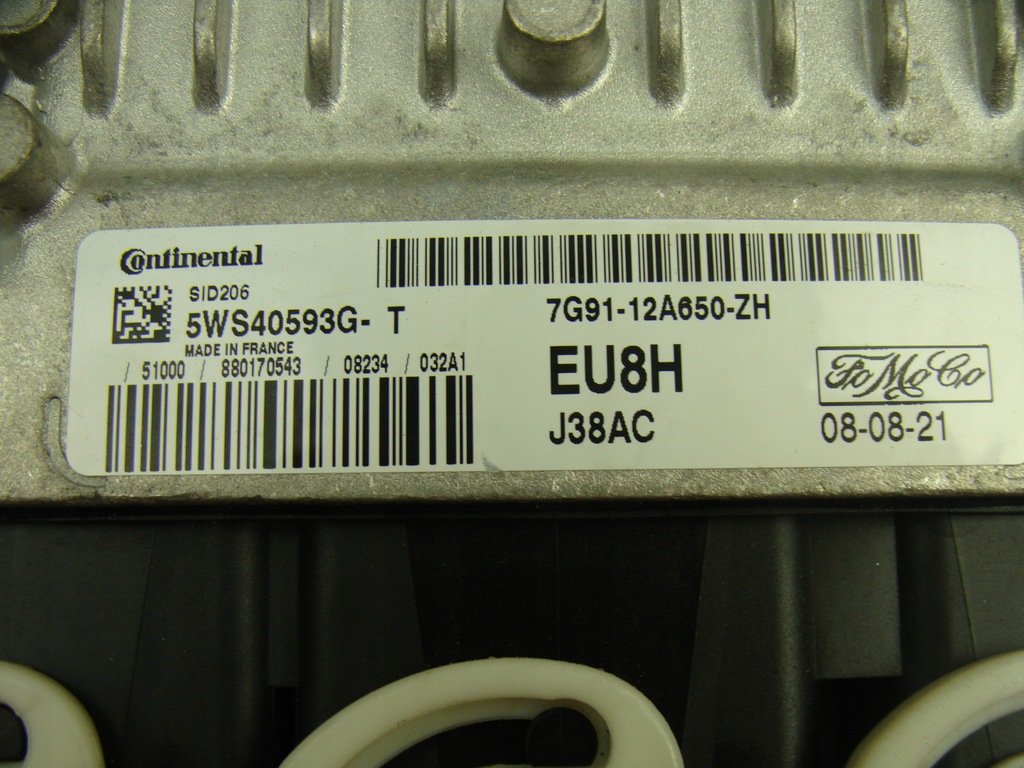 Continental
SID206
5WS40593G- T
MADE IN FRANCE
/ 51000 / 880170543 / 08234 / 032A1
7G91-12A650-ZH
EU8H
J38AC
FoMoCo
08-08-21